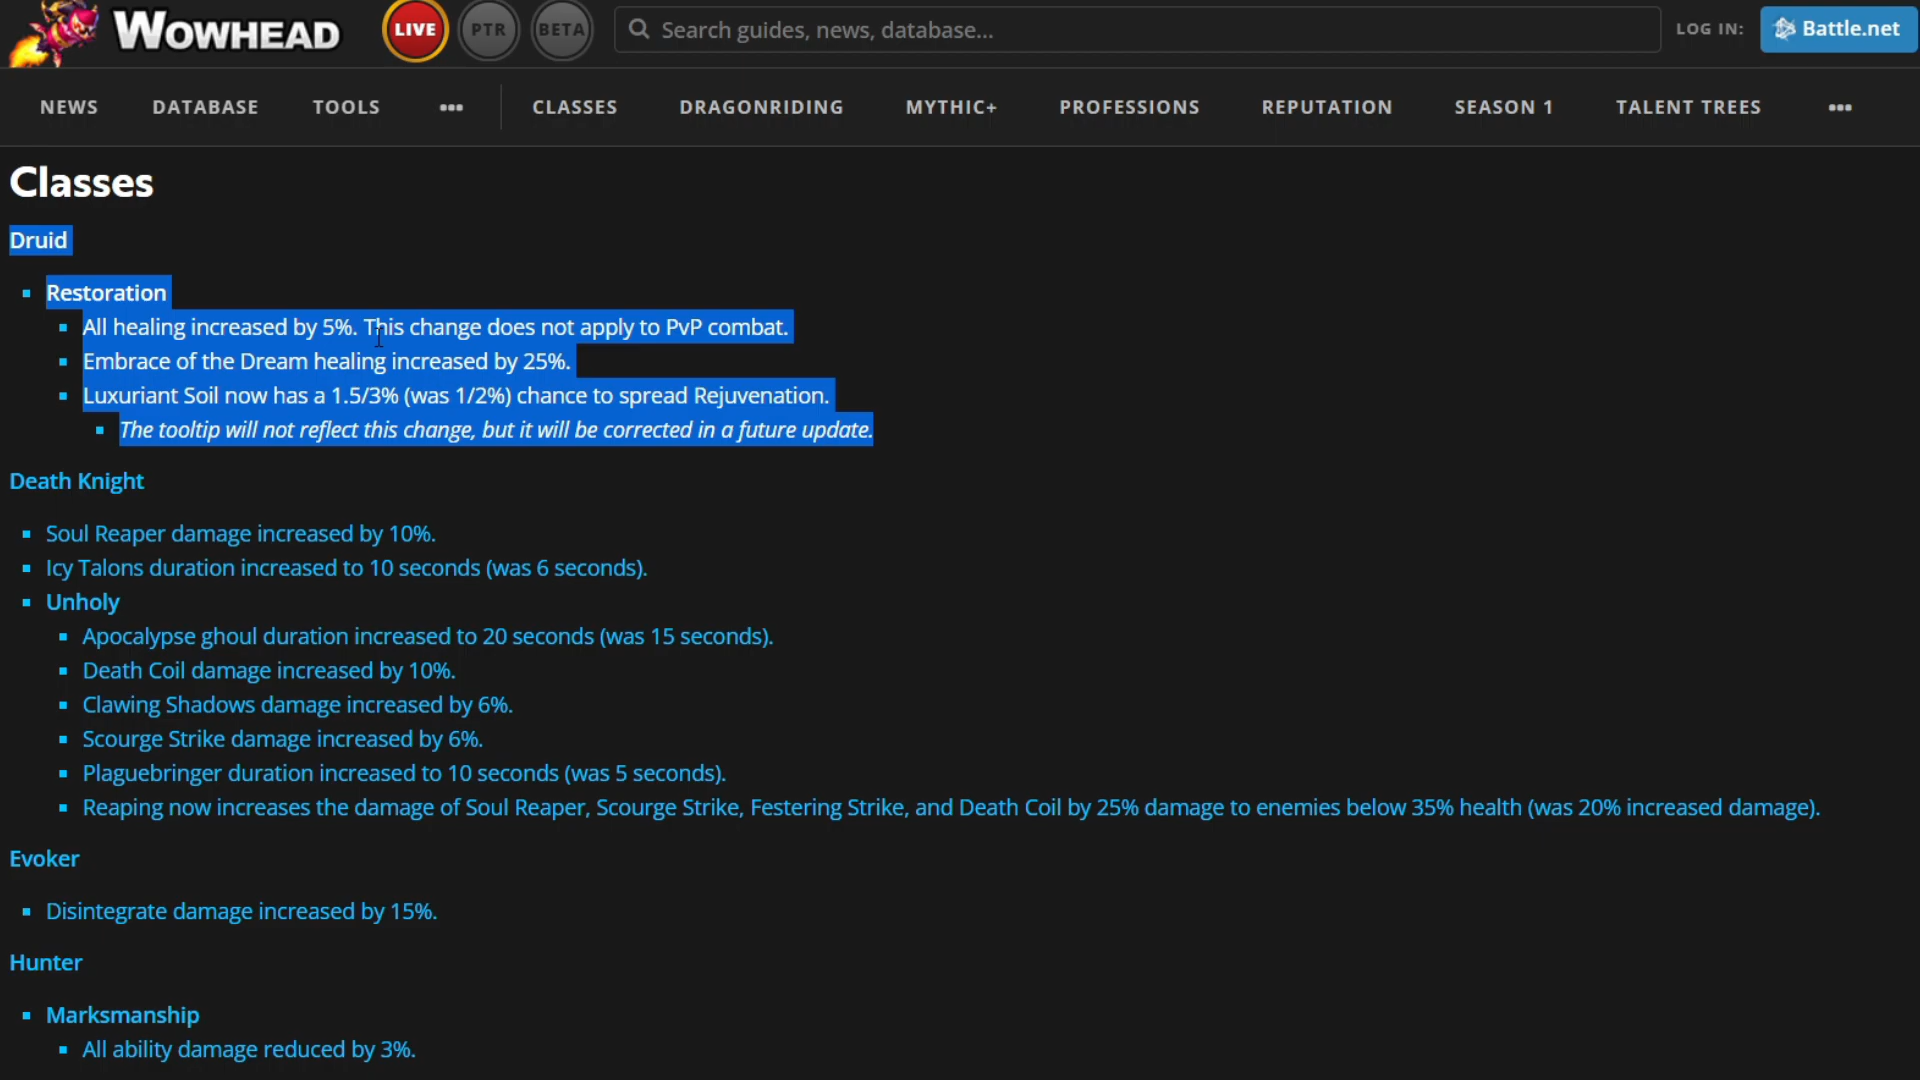 WOWHEAD
LIVE PTR BETA Search guides, news, database... LOG IN: Battle.net
NEWS DATABASE TOOLS ••• CLASSES DRAGONRIDING MYTHIC+ PROFESSIONS REPUTATION SEASON 1 TALENT TREES •••
Classes
Druid
Restoration
All healing increased by 5%. This change does not apply to PvP combat.
Embrace of the Dream healing increased by 25%.
Luxuriant Soil now has a 1.5/3% (was 1/2%) chance to spread Rejuvenation.
The tooltip will not reflect this change, but it will be corrected in a future update.
Death Knight
Soul Reaper damage increased by 10%.
Icy Talons duration increased to 10 seconds (was 6 seconds).
Unholy
Apocalypse ghoul duration increased to 20 seconds (was 15 seconds).
Death Coil damage increased by 10%.
Clawing Shadows damage increased by 6%.
Scourge Strike damage increased by 6%.
Plaguebringer duration increased to 10 seconds (was 5 seconds).
Reaping now increases the damage of Soul Reaper, Scourge Strike, Festering Strike, and Death Coil by 25% damage to enemies below 35% health (was 20% increased damage).
Evoker
Disintegrate damage increased by 15%.
Hunter
Marksmanship
All ability damage reduced by 3%.